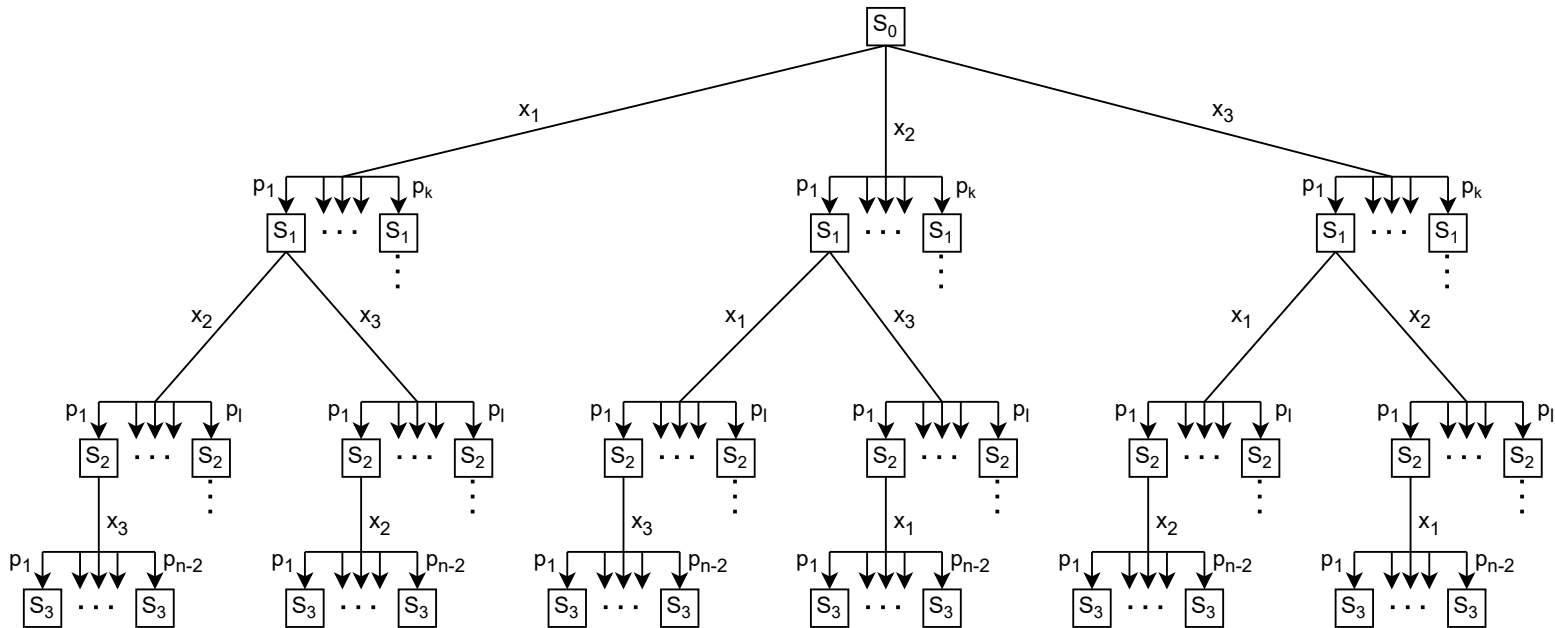 S₀
x₁ x₂ x₃
p₁ pₖ p₁ pₖ p₁ pₖ
S₁ . . . S₁ S₁ . . . S₁ S₁ . . . S₁
x₂ x₃ x₁ x₃ x₁ x₂
p₁ pₗ p₁ pₗ p₁ pₗ p₁ pₗ p₁ pₗ p₁ pₗ
S₂ . . . S₂ S₂ . . . S₂ S₂ . . . S₂ S₂ . . . S₂ S₂ . . . S₂ S₂ . . . S₂
x₃ x₂ x₃ x₁ x₂ x₁
p₁ pₙ₋₂ p₁ pₙ₋₂ p₁ pₙ₋₂ p₁ pₙ₋₂ p₁ pₙ₋₂ p₁ pₙ₋₂
S₃ . . . S₃ S₃ . . . S₃ S₃ . . . S₃ S₃ . . . S₃ S₃ . . . S₃ S₃ . . . S₃